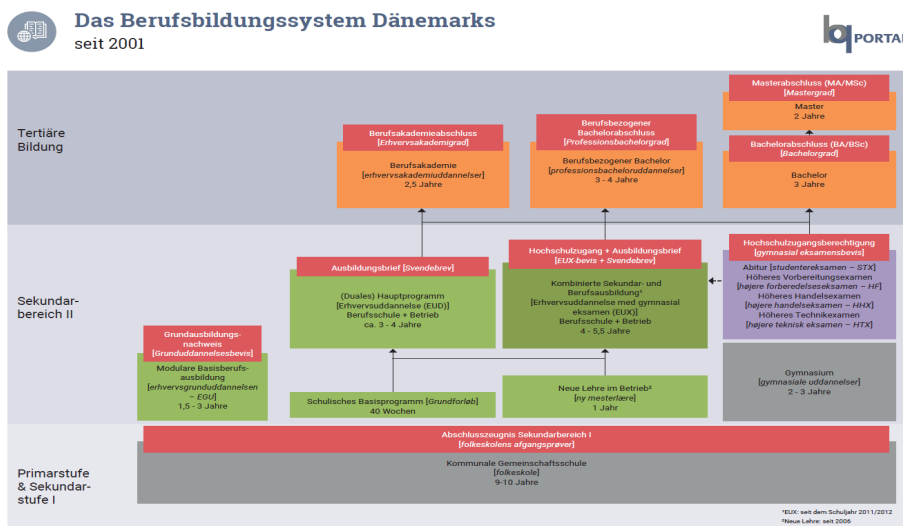 Das Berufsbildungssystem Dänemarks
seit 2001
bq PORTAL
Tertiäre
Bildung
Masterabschluss (MA/MSc)
[Mastergrad]
Master
2 Jahre
Berufsakademieabschluss
[Erhvervsakademigrad]
Berufsakademie
[erhvervsakademiuddannelser]
2,5 Jahre
Berufsbezogener
Bachelorabschluss
[Professionsbachelorgrad]
Berufsbezogener Bachelor
[professionsbacheloruddannelser]
3 - 4 Jahre
Bachelorabschluss (BA/BSc)
[Bachelorgrad]
Bachelor
3 Jahre
Sekundar-
bereich II
Grundausbildungs-
nachweis
[Grunduddannelsesbevis]
Modulare Basisberufs-
ausbildung
[erhvervsgrunduddannelsen
– EGU]
1,5 - 3 Jahre
Ausbildungsbrief [Svendebrev]
(Duales) Hauptprogramm
[Erhvervsuddannelse (EUD)]
Berufsschule + Betrieb
ca. 3 - 4 Jahre
Hochschulzugang + Ausbildungsbrief
[EUX-bevis + Svendebrev]
Kombinierte Sekundar- und
Berufsausbildung¹
[Erhvervsuddannelse med gymnasial
eksamen (EUX)]
Berufsschule + Betrieb
4 - 5,5 Jahre
Hochschulzugangsberechtigung
[gymnasial eksamensbevis]
Abitur [studentereksamen – STX]
Höheres Vorbereitungsexamen
[højere forberedelseseksamen – HF]
Höheres Handelsexamen
[højere handelseksamen – HHX]
Höheres Technikexamen
[højere teknisk eksamen – HTX]
Schulisches Basisprogramm [Grundforløb]
40 Wochen
Neue Lehre im Betrieb²
[ny mesterlære]
1 Jahr
Gymnasium
[gymnasiale uddannelser]
2 - 3 Jahre
Primarstufe
& Sekundar-
stufe I
Abschlusszeugnis Sekundarbereich I
[folkeskolens afgangsprøver]
Kommunale Gemeinschaftsschule
[folkeskole]
9-10 Jahre
¹EUX: seit dem Schuljahr 2011/2012
²Neue Lehre: seit 2006